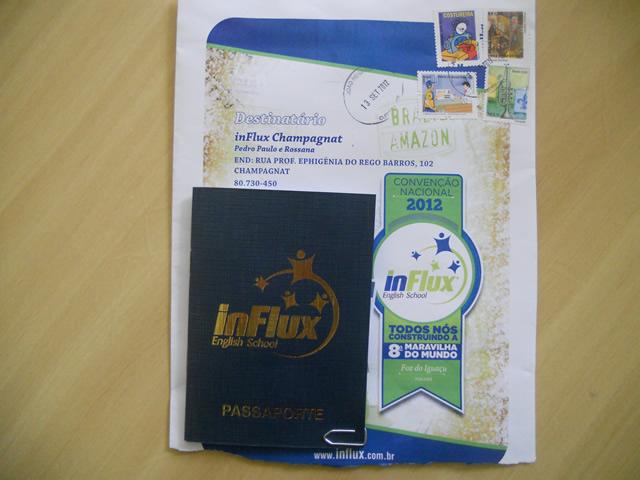 COSTUREIRA
13 SET 2012
BRASIL
AMAZON
Destinatário
inFlux Champagnat
Pedro Paulo e Rossana
END: RUA PROF. EPHIGÊNIA DO REGO BARROS, 102
CHAMPAGNAT
80.730-450
CONVENÇÃO
NACIONAL
2012
inFlux
English School
TODOS NÓS
CONSTRUINDO A
8ª MARAVILHA
DO MUNDO
Foz do Iguaçu
inFlux
English School
PASSAPORTE
www.influx.com.br